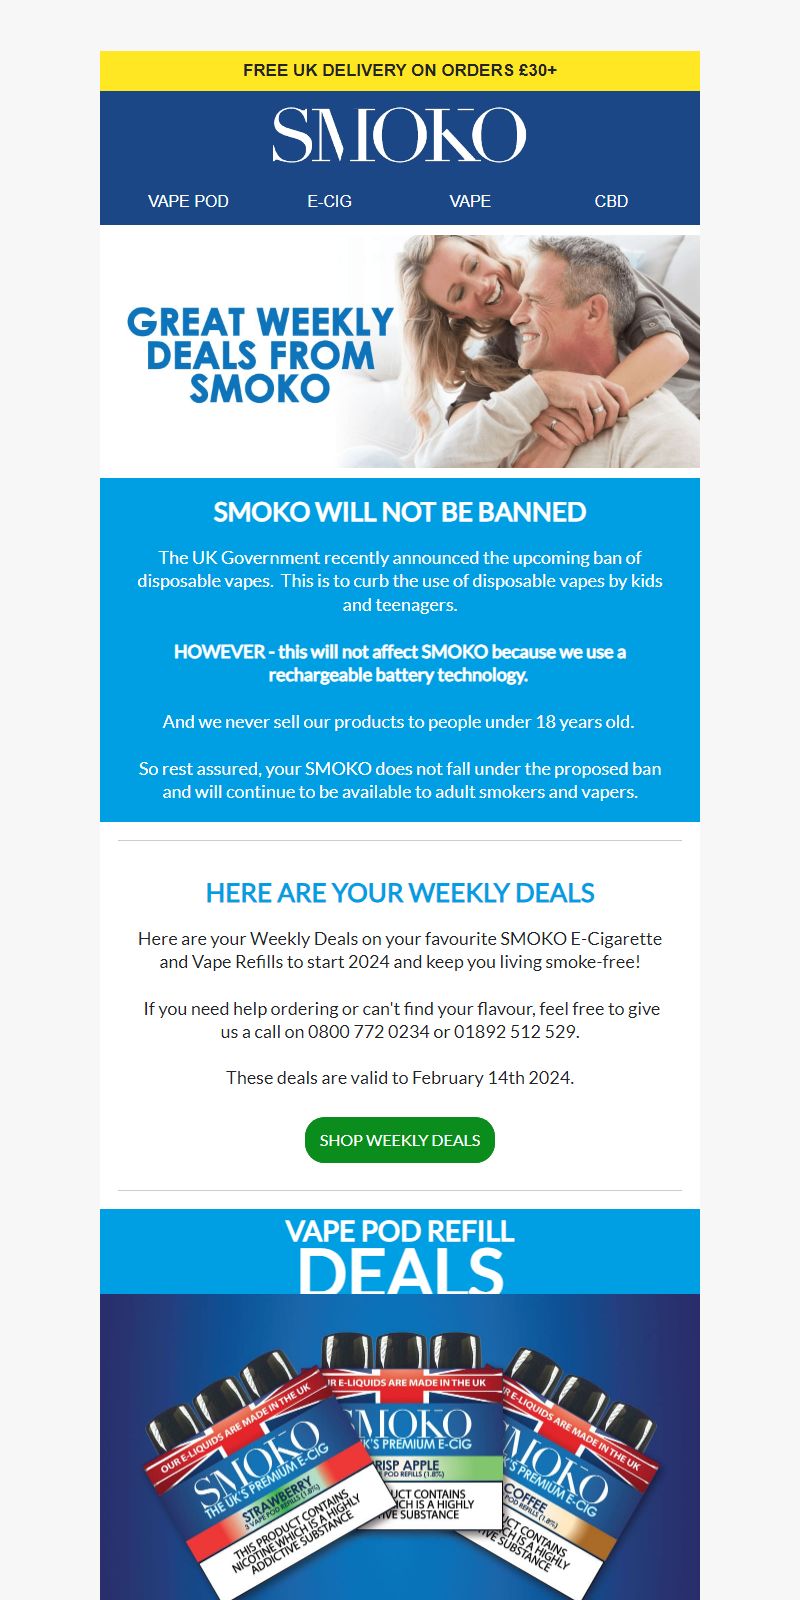 FREE UK DELIVERY ON ORDERS £30+
SMOKO
VAPE POD E-CIG VAPE CBD
GREAT WEEKLY
DEALS FROM
SMOKO
SMOKO WILL NOT BE BANNED
The UK Government recently announced the upcoming ban of
disposable vapes.  This is to curb the use of disposable vapes by kids
and teenagers.
HOWEVER - this will not affect SMOKO because we use a
rechargeable battery technology.
And we never sell our products to people under 18 years old.
So rest assured, your SMOKO does not fall under the proposed ban
and will continue to be available to adult smokers and vapers.
HERE ARE YOUR WEEKLY DEALS
Here are your Weekly Deals on your favourite SMOKO E-Cigarette
and Vape Refills to start 2024 and keep you living smoke-free!
If you need help ordering or can't find your flavour, feel free to give
us a call on 0800 772 0234 or 01892 512 529.
These deals are valid to February 14th 2024.
SHOP WEEKLY DEALS
VAPE POD REFILL
DEALS
OUR E-LIQUIDS ARE MADE IN THE UK
SMOKO
THE UK'S PREMIUM E-CIG
STRAWBERRY
3 VAPE POD REFILLS (1.8%)
THIS PRODUCT CONTAINS
NICOTINE WHICH IS A HIGHLY
ADDICTIVE SUBSTANCE
R E-LIQUIDS ARE MADE IN THE UK
SMOKO
K'S PREMIUM E-CIG
RISP APPLE
POD REFILLS (1.8%)
UCT CONTAINS
ICH IS A HIGHLY
VE SUBSTANCE
R E-LIQUIDS ARE MADE IN THE UK
SMOKO
K'S PREMIUM E-CIG
COFFEE
POD REFILLS (1.8%)
UCT CONTAINS
CH IS A HIGHLY
IVE SUBSTANCE